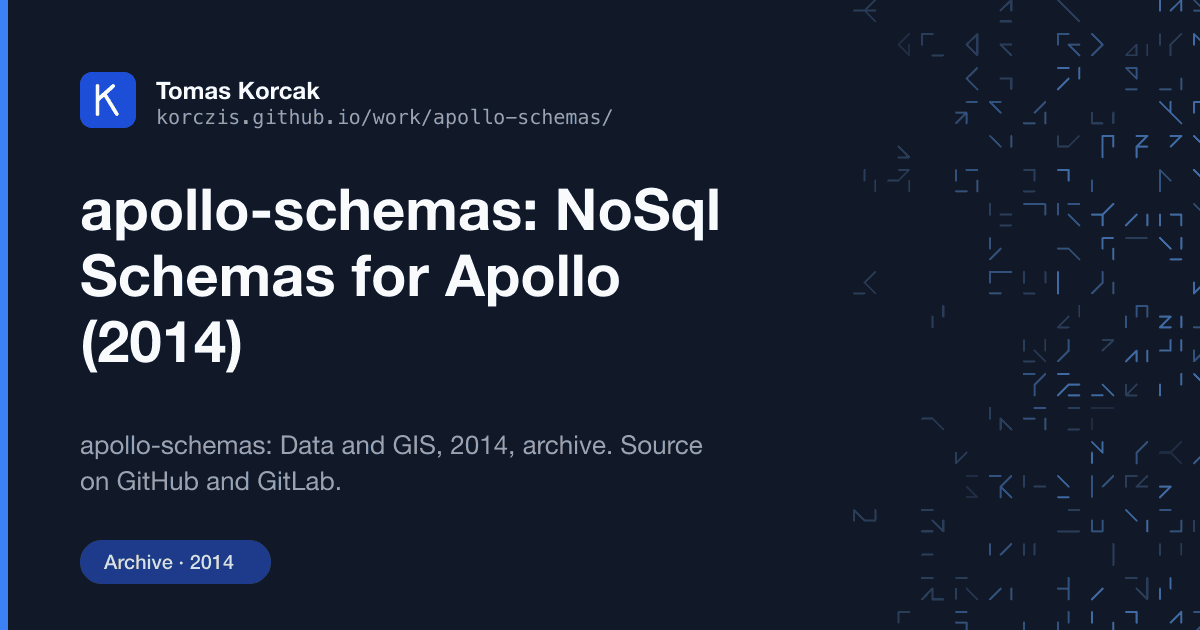 K
Tomas Korcak
korczis.github.io/work/apollo-schemas/
apollo-schemas: NoSql
Schemas for Apollo
(2014)
apollo-schemas: Data and GIS, 2014, archive. Source
on GitHub and GitLab.
Archive · 2014